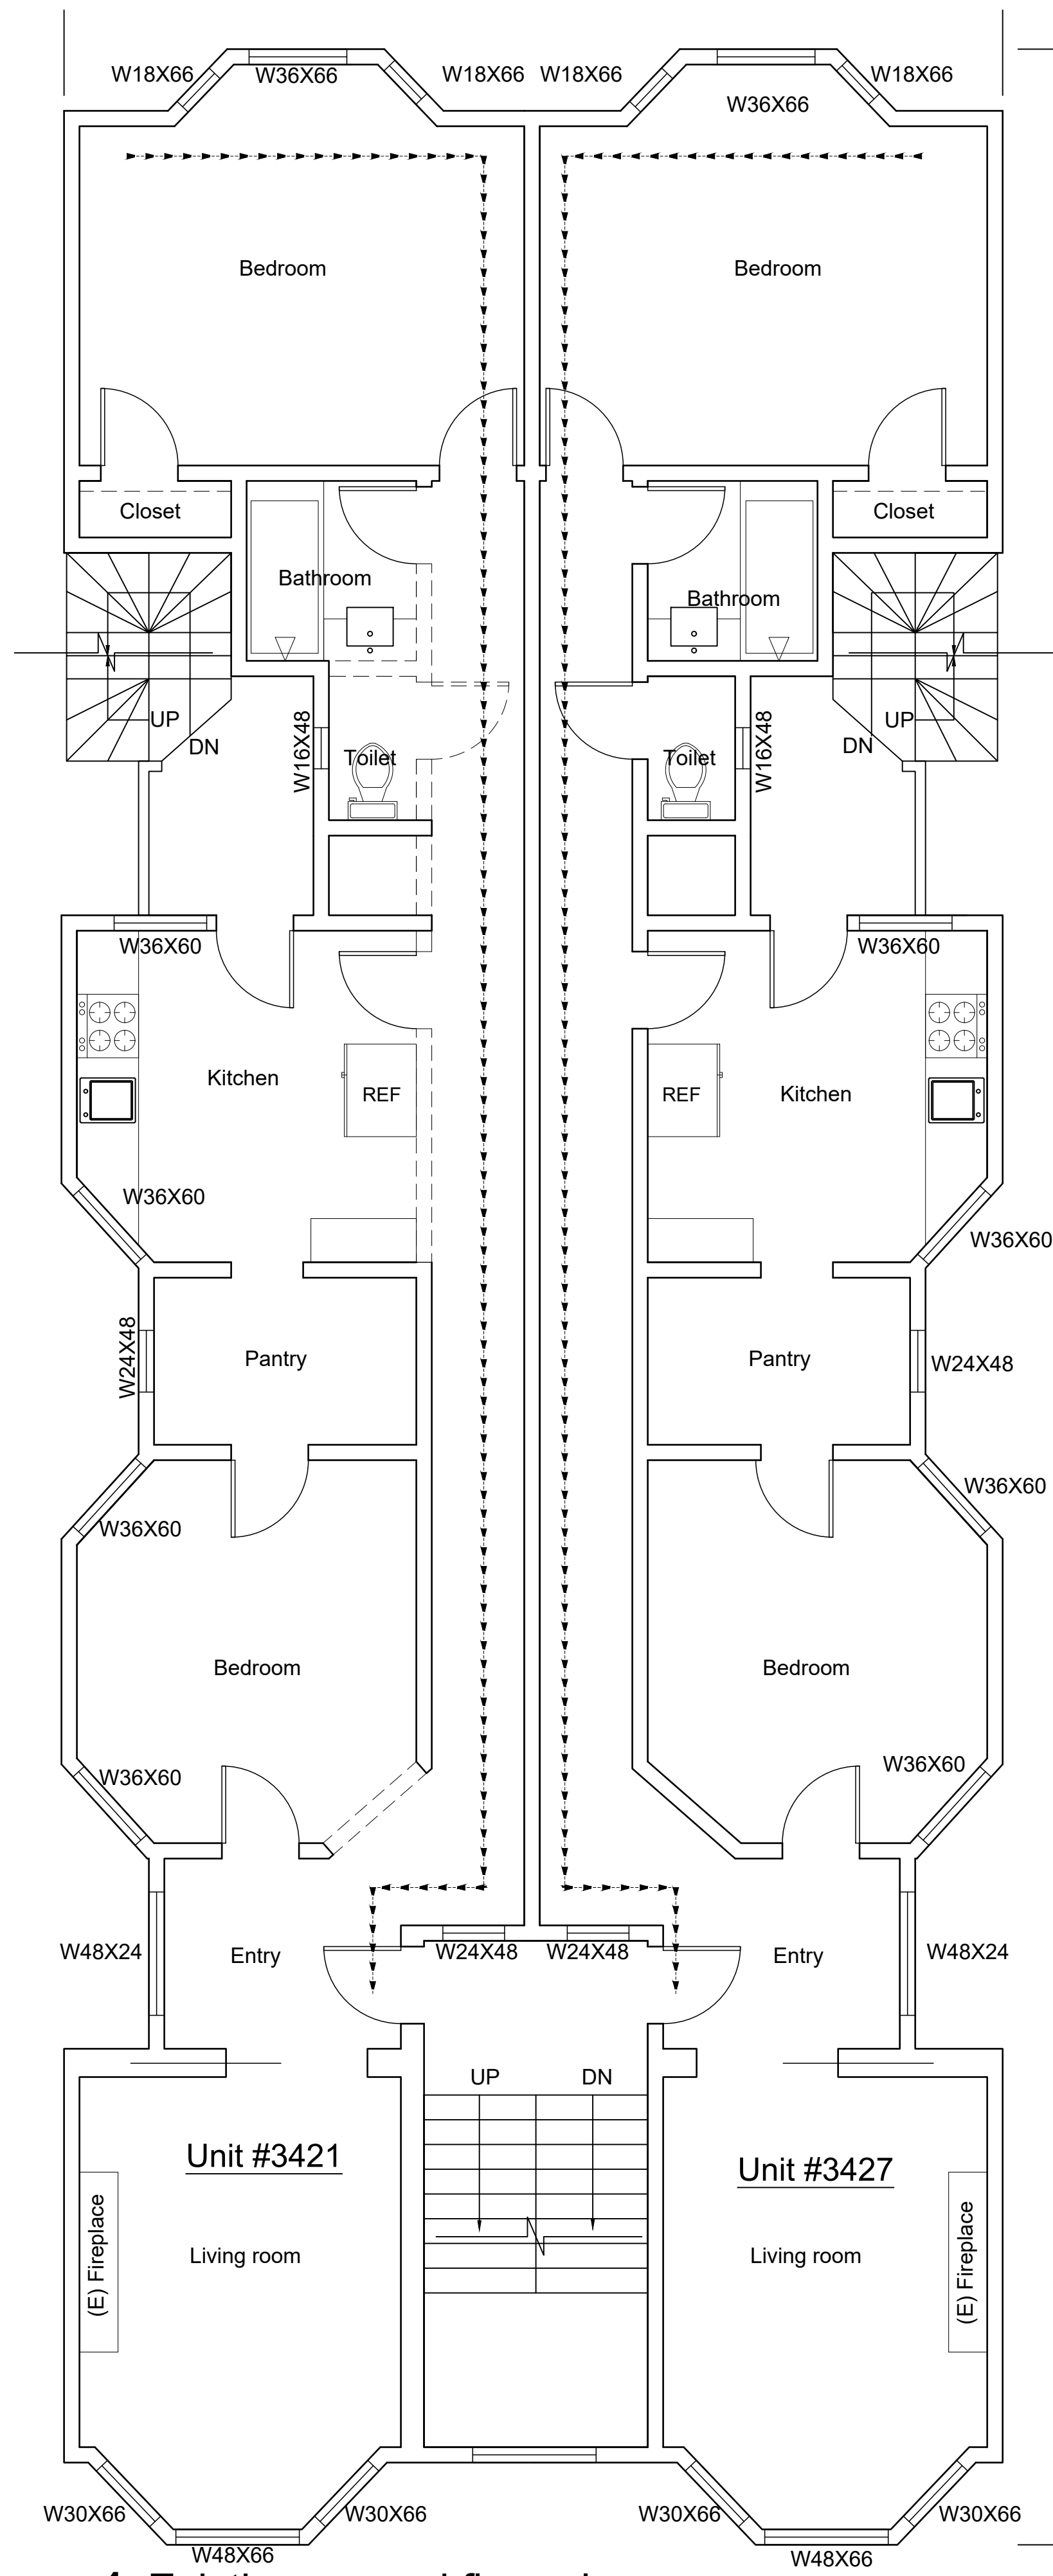 W18X66
W36X66
W18X66
W18X66
W36X66
W18X66
Bedroom
Bedroom
Closet
Closet
Bathroom
Bathroom
UP
DN
UP
DN
W16X48
Toilet
Toilet
W16X48
W36X60
W36X60
Kitchen
REF
REF
Kitchen
W36X60
W36X60
W24X48
Pantry
Pantry
W24X48
W36X60
W36X60
Bedroom
Bedroom
W36X60
W36X60
W48X24
Entry
W24X48
W24X48
Entry
W48X24
UP
DN
Unit #3421
Unit #3427
(E) Fireplace
Living room
Living room
(E) Fireplace
W30X66
W30X66
W30X66
W30X66
W48X66
W48X66